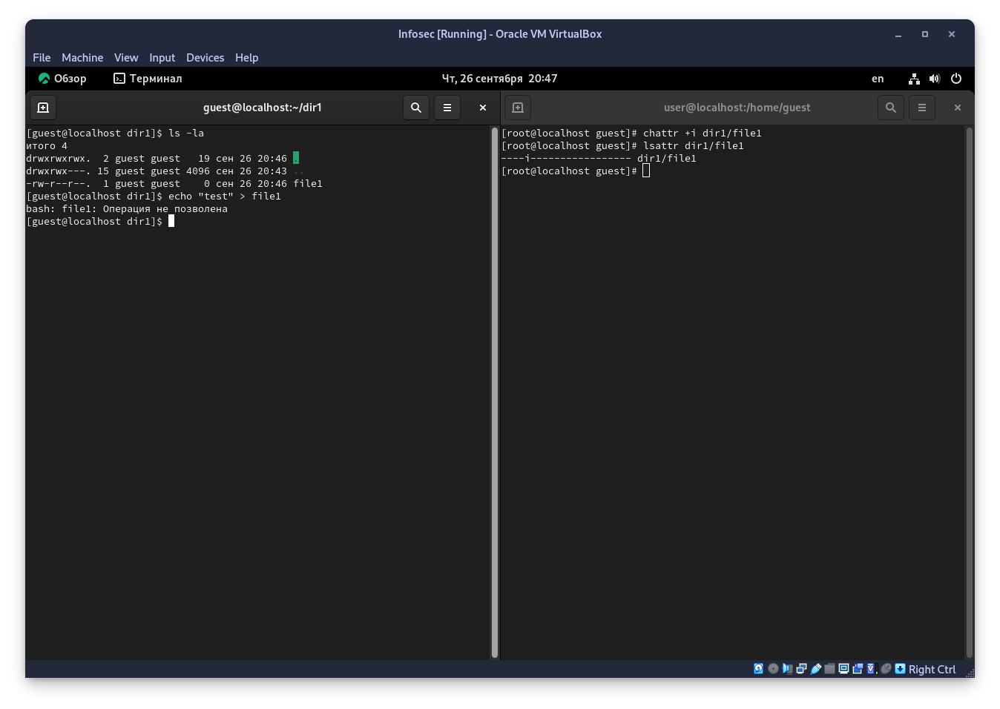 Infosec [Running] - Oracle VM VirtualBox
File Machine View Input Devices Help
Обзор Терминал Чт, 26 сентября 20:47 en
guest@localhost:~/dir1
[guest@localhost dir1]$ ls -la
итого 4
drwxrwxrwx.  2 guest guest   19 сен 26 20:46 .
drwxrwx---. 15 guest guest 4096 сен 26 20:43 ..
-rw-r--r--.  1 guest guest    0 сен 26 20:46 file1
[guest@localhost dir1]$ echo "test" > file1
bash: file1: Операция не позволена
[guest@localhost dir1]$
user@localhost:/home/guest
[root@localhost guest]# chattr +i dir1/file1
[root@localhost guest]# lsattr dir1/file1
----i----------------- dir1/file1
[root@localhost guest]#
Right Ctrl